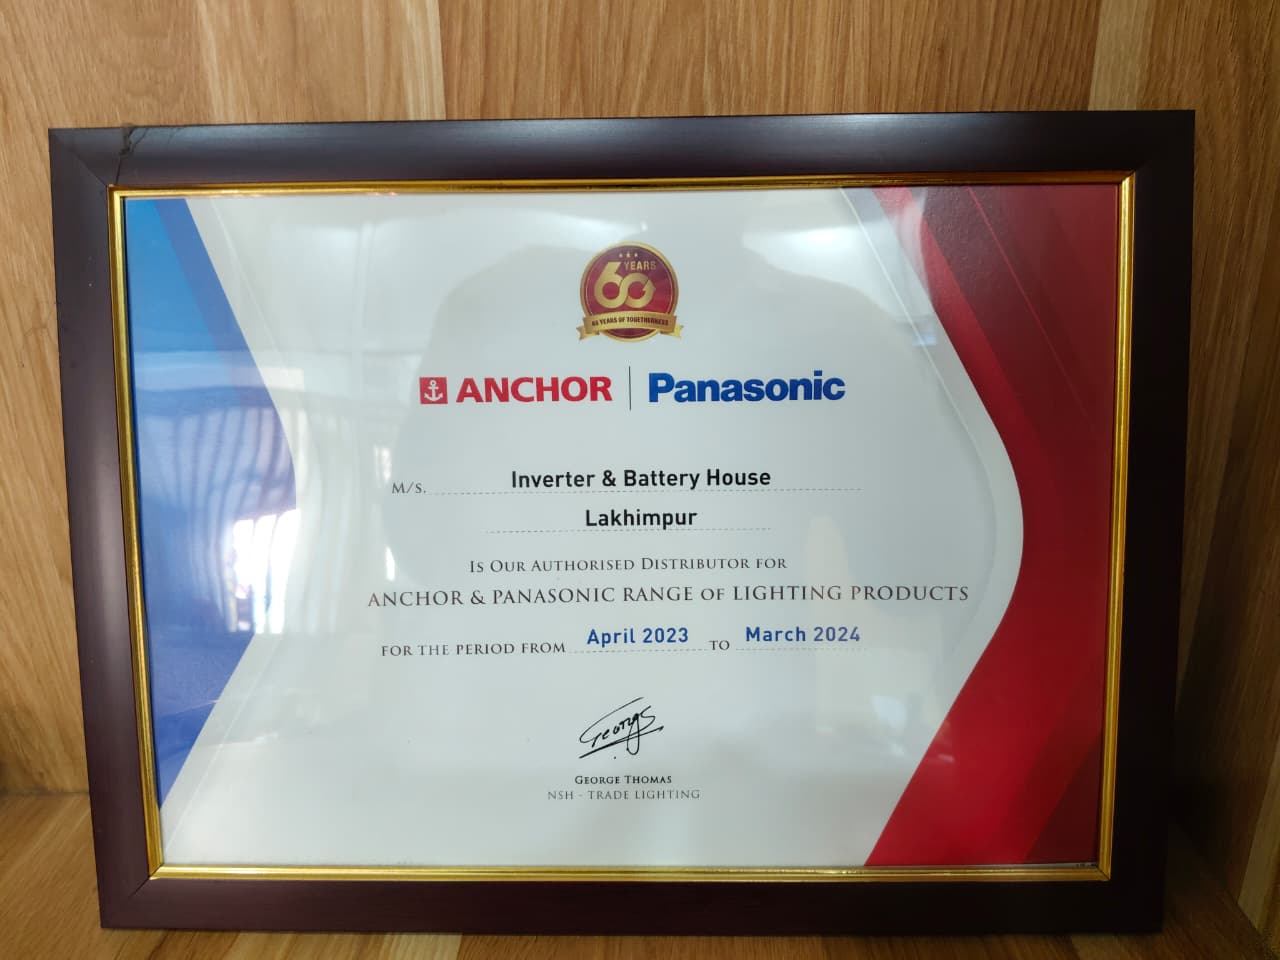 60 YEARS
60 YEARS OF TOGETHERNESS
ANCHOR | Panasonic
M/S. Inverter & Battery House
Lakhimpur
IS OUR AUTHORISED DISTRIBUTOR FOR
ANCHOR & PANASONIC RANGE OF LIGHTING PRODUCTS
FOR THE PERIOD FROM April 2023 TO March 2024
George
GEORGE THOMAS
NSH - TRADE LIGHTING